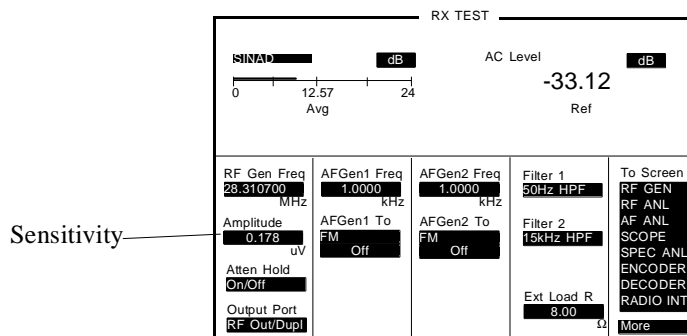 RX TEST
SINAD
dB
AC Level
dB
-33.12
0
12.57
24
Avg
Ref
RF Gen Freq
28.310700
MHz
Amplitude
0.178
uV
Atten Hold
On/Off
Output Port
RF Out/Dupl
AFGen1 Freq
1.0000
kHz
AFGen1 To
FM
Off
AFGen2 Freq
1.0000
kHz
AFGen2 To
FM
Off
Filter 1
50Hz HPF
Filter 2
15kHz HPF
Ext Load R
8.00
Ω
To Screen
RF GEN
RF ANL
AF ANL
SCOPE
SPEC ANL
ENCODER
DECODER
RADIO INT
More
Sensitivity